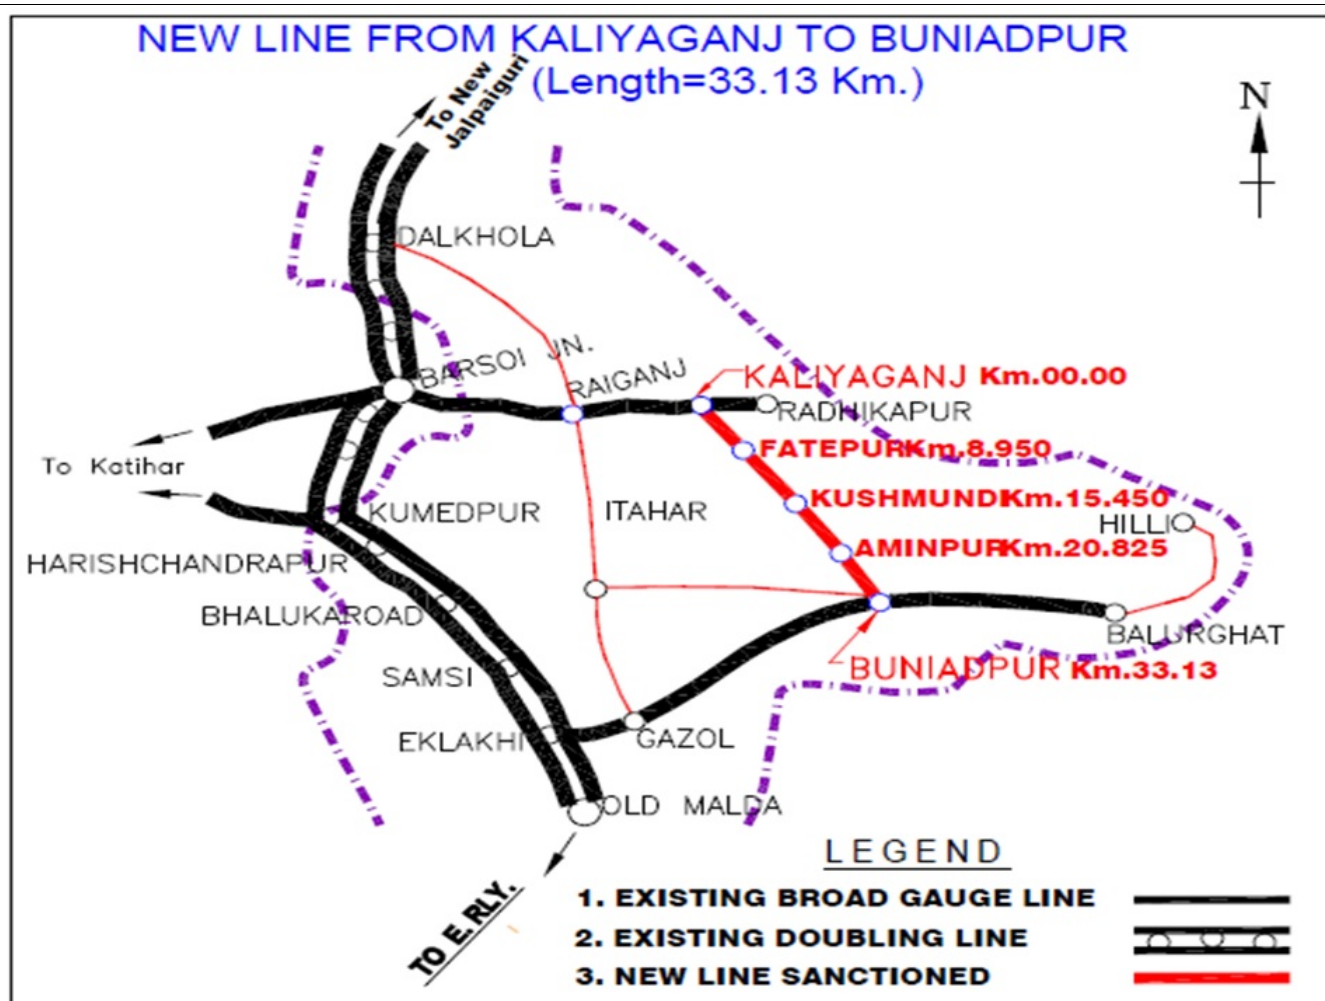 NEW LINE FROM KALIYAGANJ TO BUNIADPUR
(Length=33.13 Km.)
To New
Jalpaiguri
N
DALKHOLA
BARSOI JN.
RAIGANJ
KALIYAGANJ Km.00.00
RADHIKAPUR
FATEPUR Km.8.950
To Katihar
KUSHMUNDI Km.15.450
KUMEDPUR
ITAHAR
HILLI
AMINPUR Km.20.825
HARISHCHANDRAPUR
BHALUKAROAD
BALURGHAT
BUNIADPUR Km.33.13
SAMSI
EKLAKHI
GAZOL
OLD MALDA
TO E. RLY.
LEGEND
1. EXISTING BROAD GAUGE LINE
2. EXISTING DOUBLING LINE
3. NEW LINE SANCTIONED